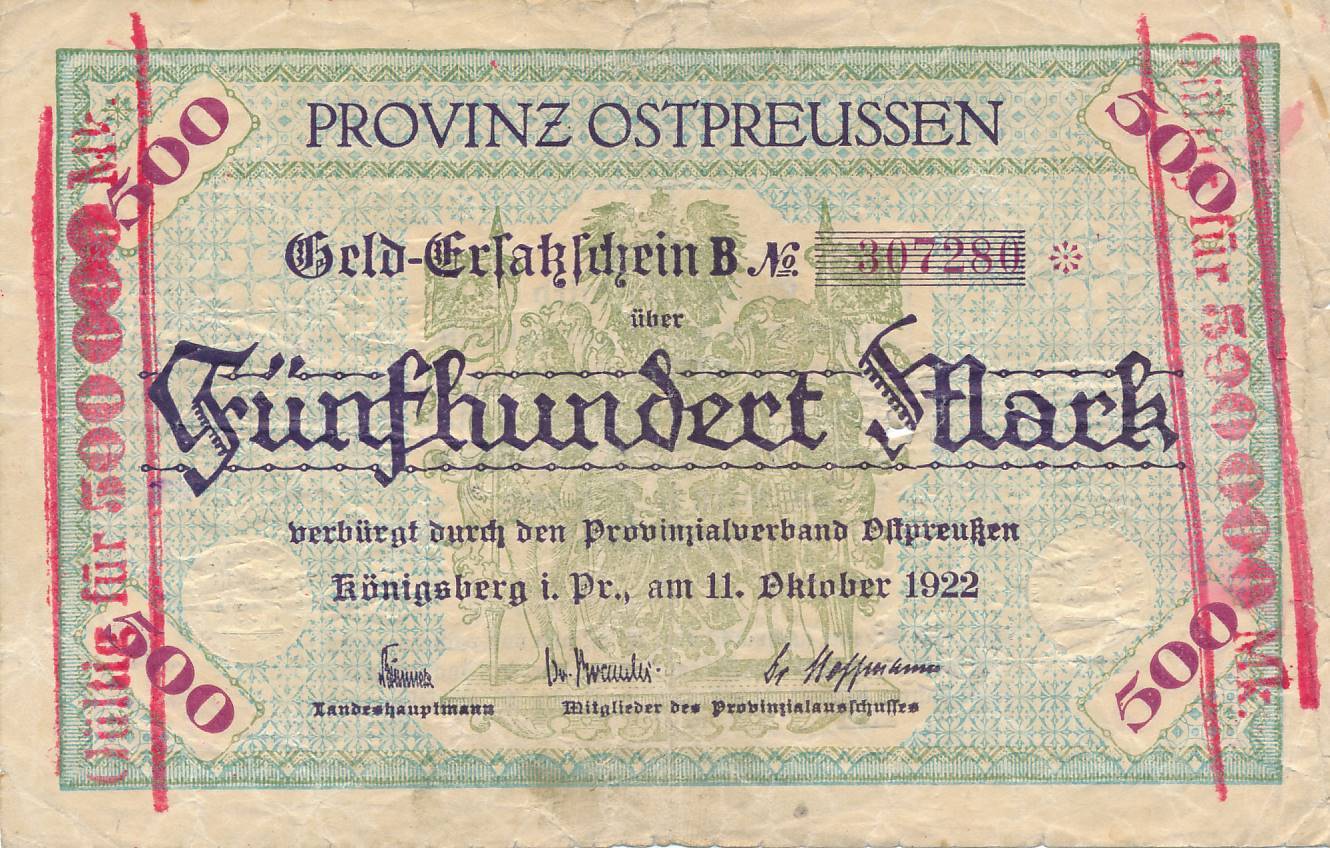 PROVINZ OSTPREUSSEN
500
500
Geld-Ersatzschein B. No. 307280 *
über
Fünfhundert Mark
verbürgt durch den Provinzialverband Ostpreußen
Königsberg i. Pr., am 11. Oktober 1922
Dr Hoffmann
Landeshauptmann
Mitglieder des Provinzialausschusses
500
500
Gültig für 500 000 Mk.
Gültig für 500 000 Mk.